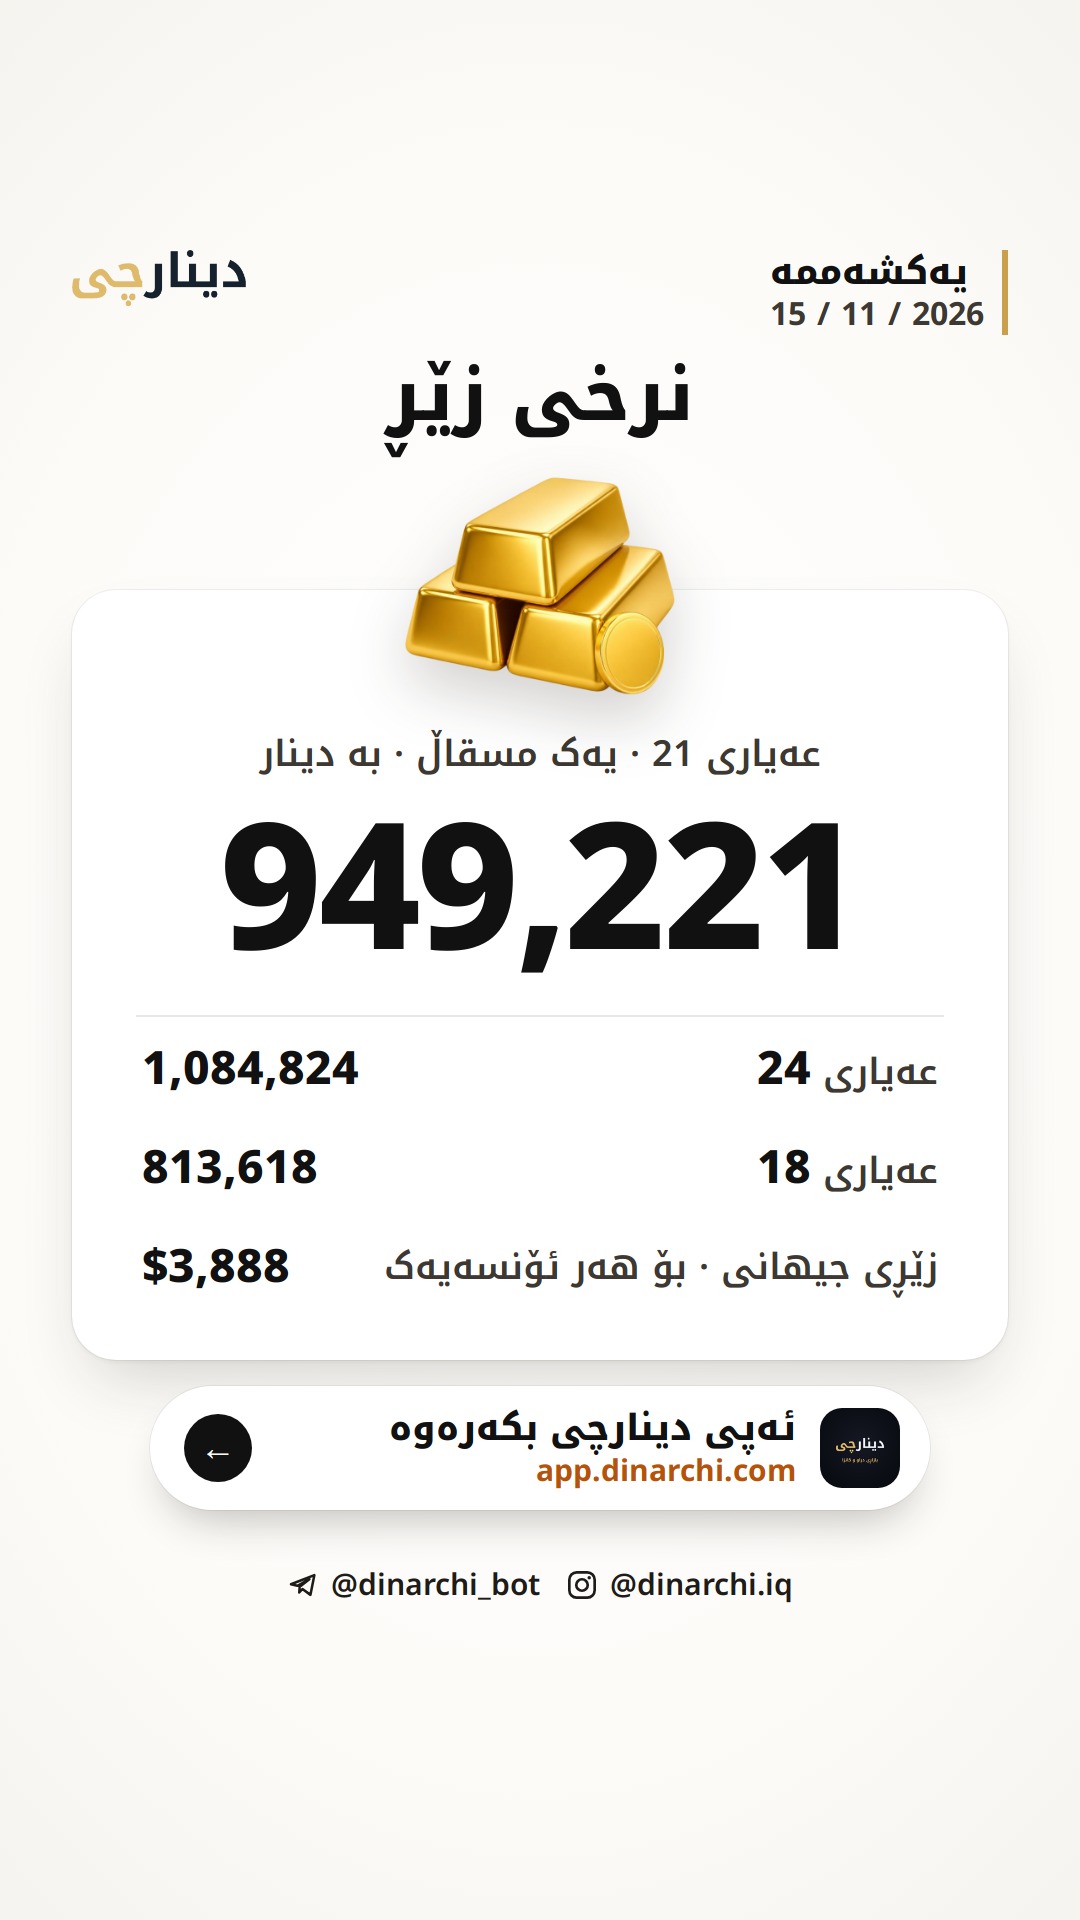 دینارچی
یەکشەممە
15 / 11 / 2026
نرخی زێڕ
عەیاری 21 · یەک مسقاڵ · بە دینار
949,221
عەیاری 24 1,084,824
عەیاری 18 813,618
زێڕی جیهانی · بۆ هەر ئۆنسەیەک $3,888
ئەپی دینارچی بکەرەوە
app.dinarchi.com
←
دینارچی
@dinarchi_bot @dinarchi.iq